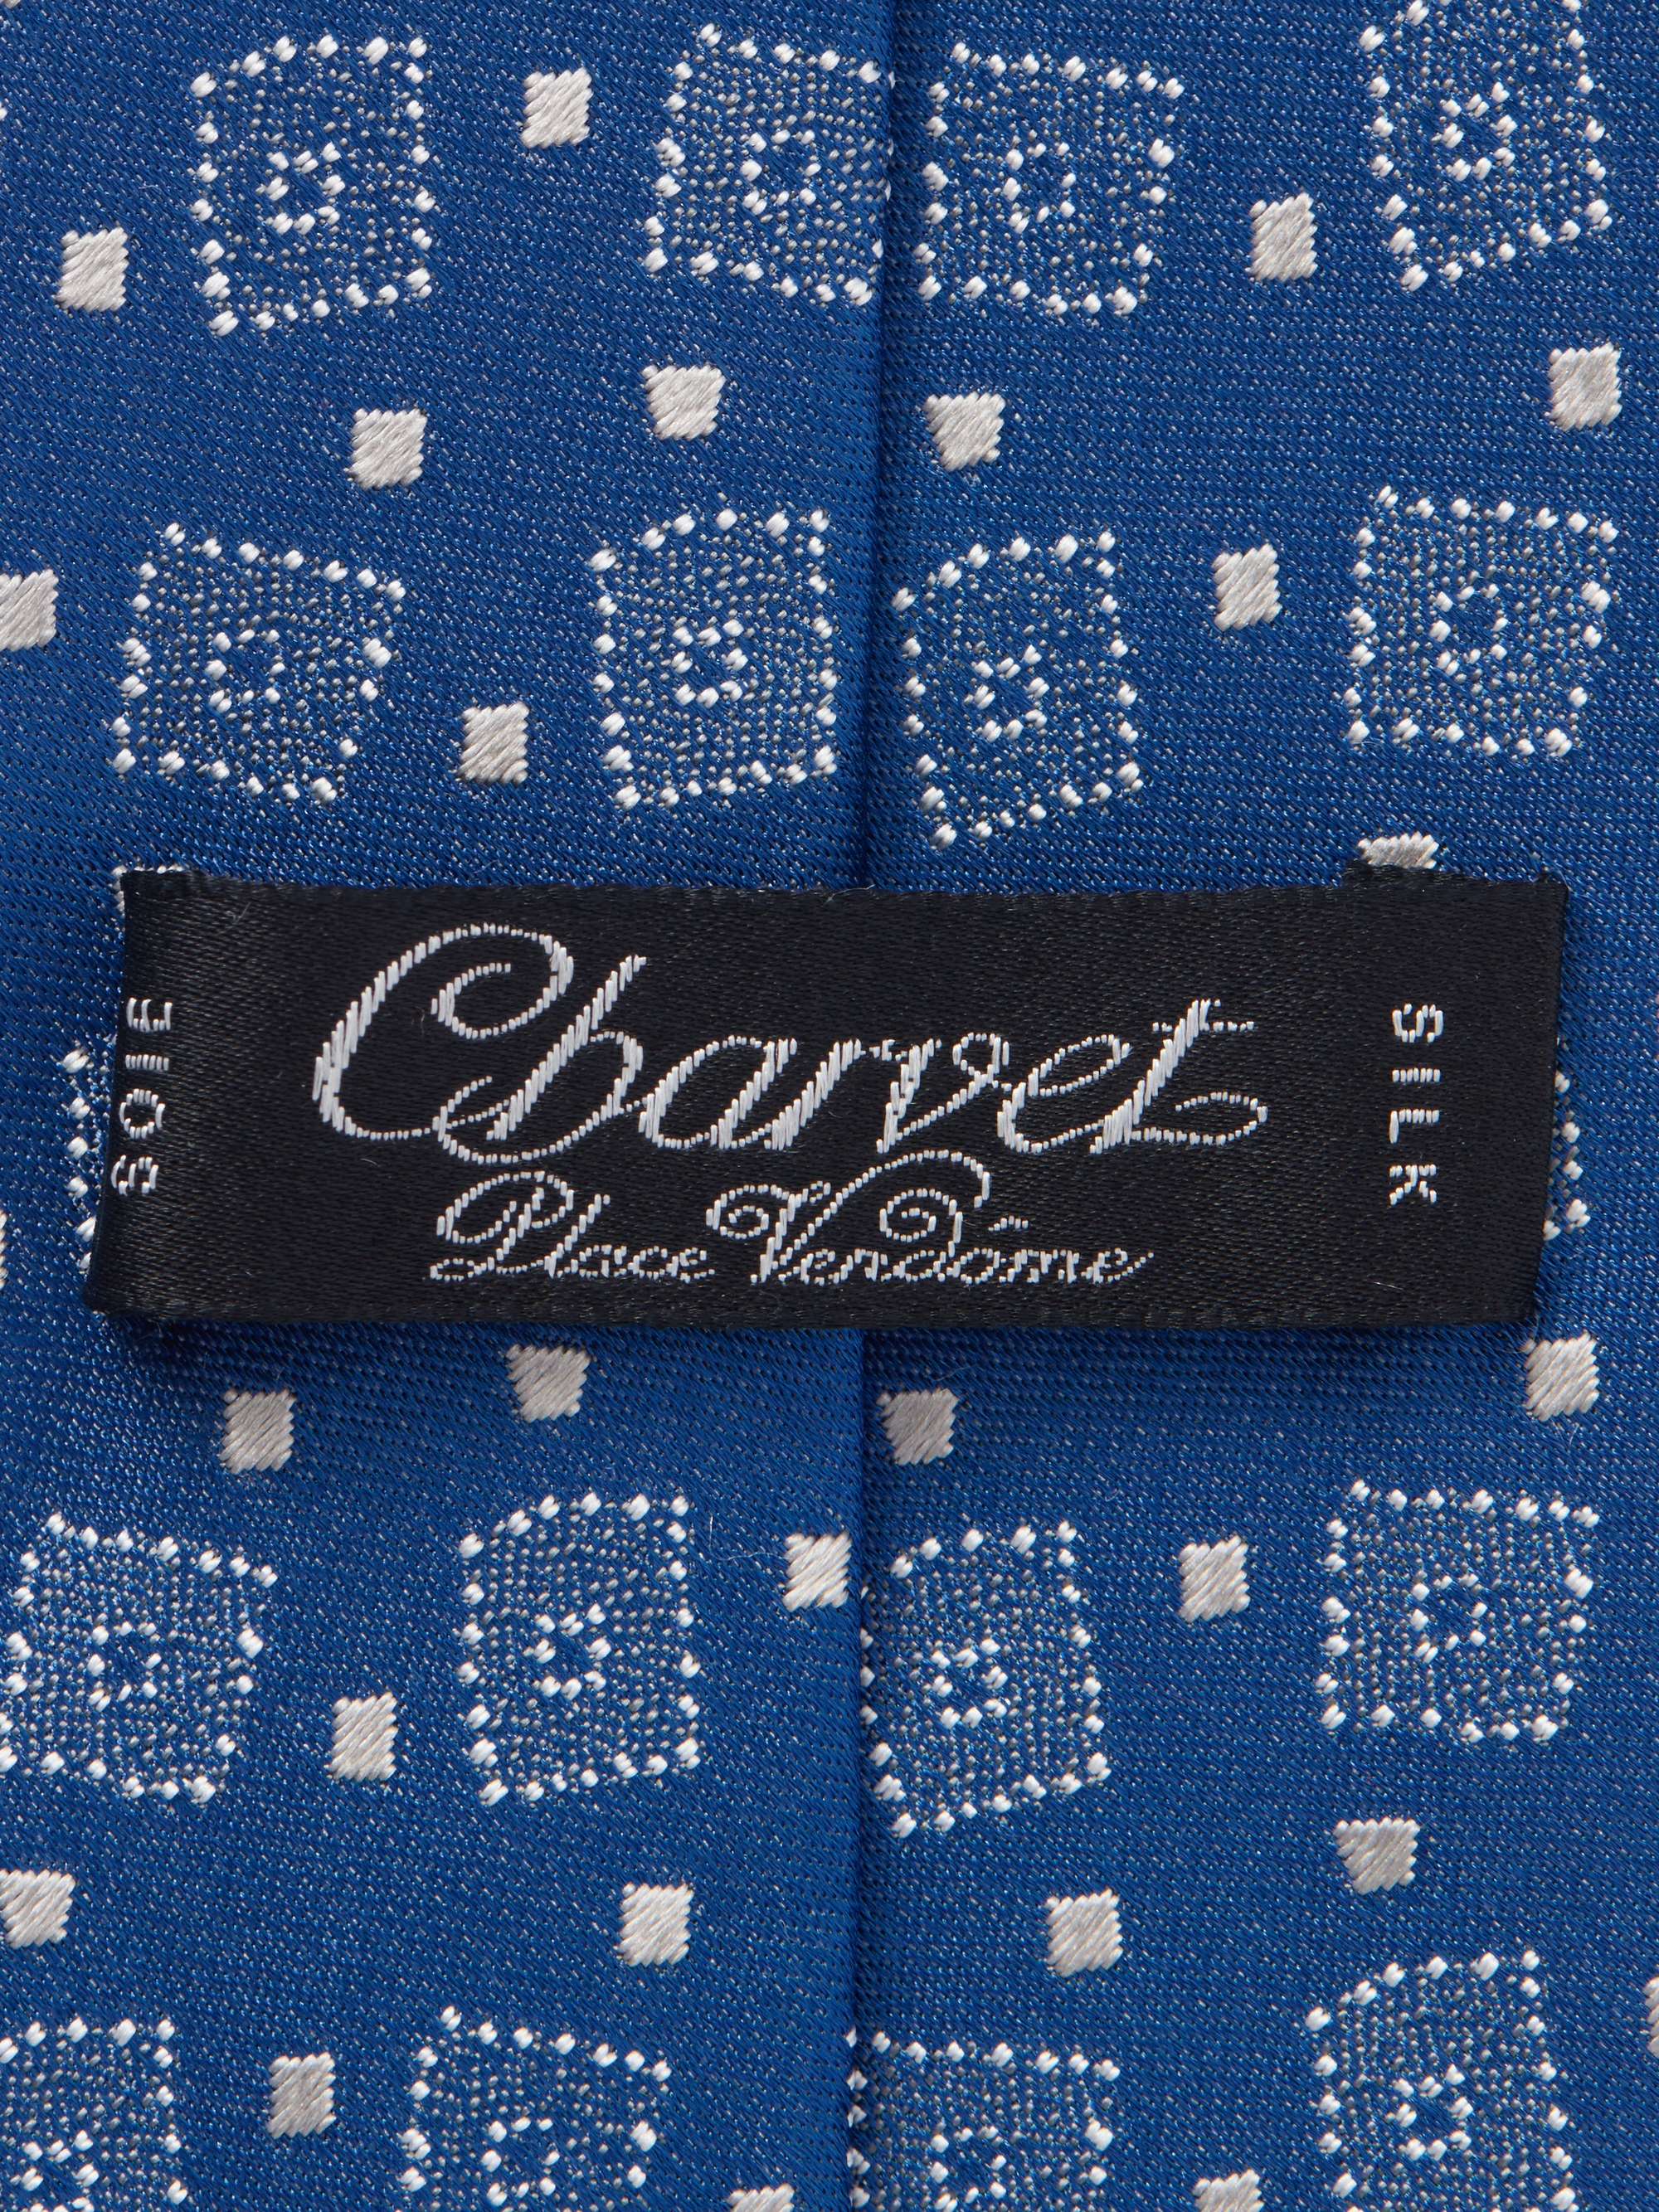 SOIE
Charvet
Place Vendôme
SILK